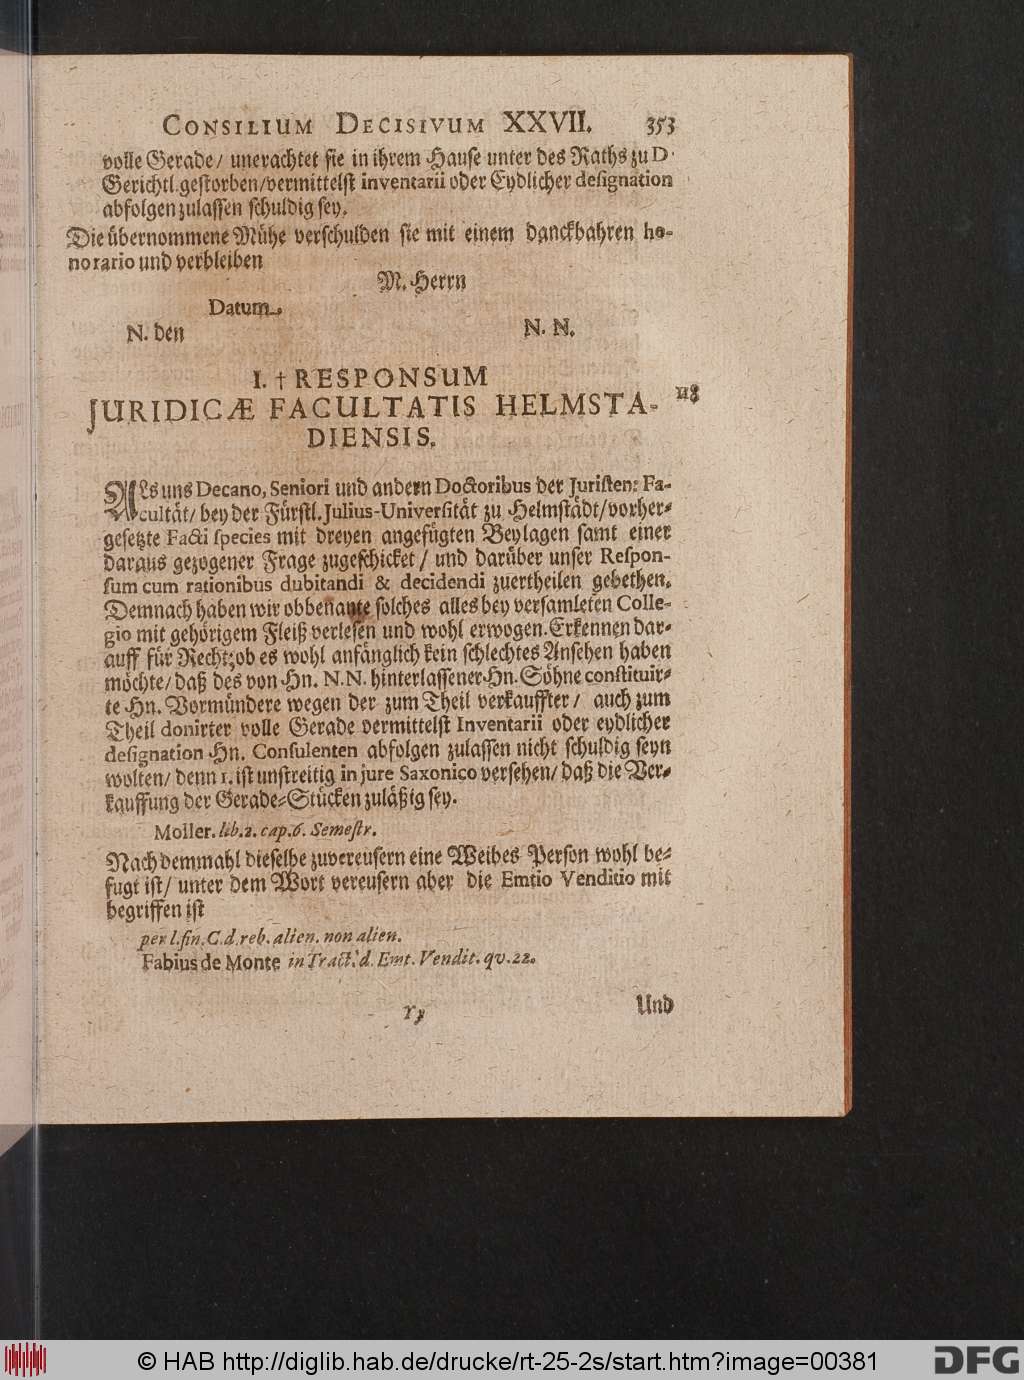 CONSILIUM DECISIVUM XXVII. 353
volle Gerade/ unerachtet sie in ihrem Hause unter des Raths zu D.
Gerichtl. gestorben/vermittelst inventarii oder Eydlicher designation
abfolgen zulassen schuldig sey.
Die übernommene Mühe verschulden sie mit einem danckbahren ho-
norario und verbleiben
M. Herrn
Datum.
N. den N. N.
I. † RESPONSUM
JURIDICÆ FACULTATIS HELMSTA-
DIENSIS.
ALs uns Decano, Seniori und andern Doctoribus der Juristen: Fa-
cultät/ bey der Fürstl. Julius-Universität zu Helmstädt/vorher-
gesetzte Facti species mit dreyen angefügten Beylagen samt einer
daraus gezogener Frage zugeschicket/ und darüber unser Respon-
sum cum rationibus dubitandi & decidendi zuertheilen gebethen.
Demnach haben wir obbenante solches alles bey versamleten Colle-
gio mit gehörigem Fleiß verlesen und wohl erwogen. Erkennen dar-
auff für Recht; ob es wohl anfänglich kein schlechtes Ansehen haben
möchte/ daß des von Hn. N.N. hinterlassener Hn. Söhne constituir-
te Hn. Vormündere wegen der zum Theil verkauffter/ auch zum
Theil donirter volle Gerade vermittelst Inventarii oder eydlicher
designation Hn. Consulenten abfolgen zulassen nicht schuldig seyn
wolten/ denn 1. ist unstreitig in jure Saxonico versehen/ daß die Ver-
kauffung der Gerade-Stücken zuläßig sey.
Moller. lib. 2. cap. 6. Semestr.
Nachdemmahl dieselbe zuvereusern eine Weibes Person wohl be-
fugt ist/ unter dem Wort vereusern aber die Emtio Venditio mit
begriffen ist
per l. fin. C. d. reb. alien. non alien.
Fabius de Monte in Tract. d. Emt. Vendit. qv. 22.
Und
© HAB http://diglib.hab.de/drucke/rt-25-2s/start.htm?image=00381 DFG